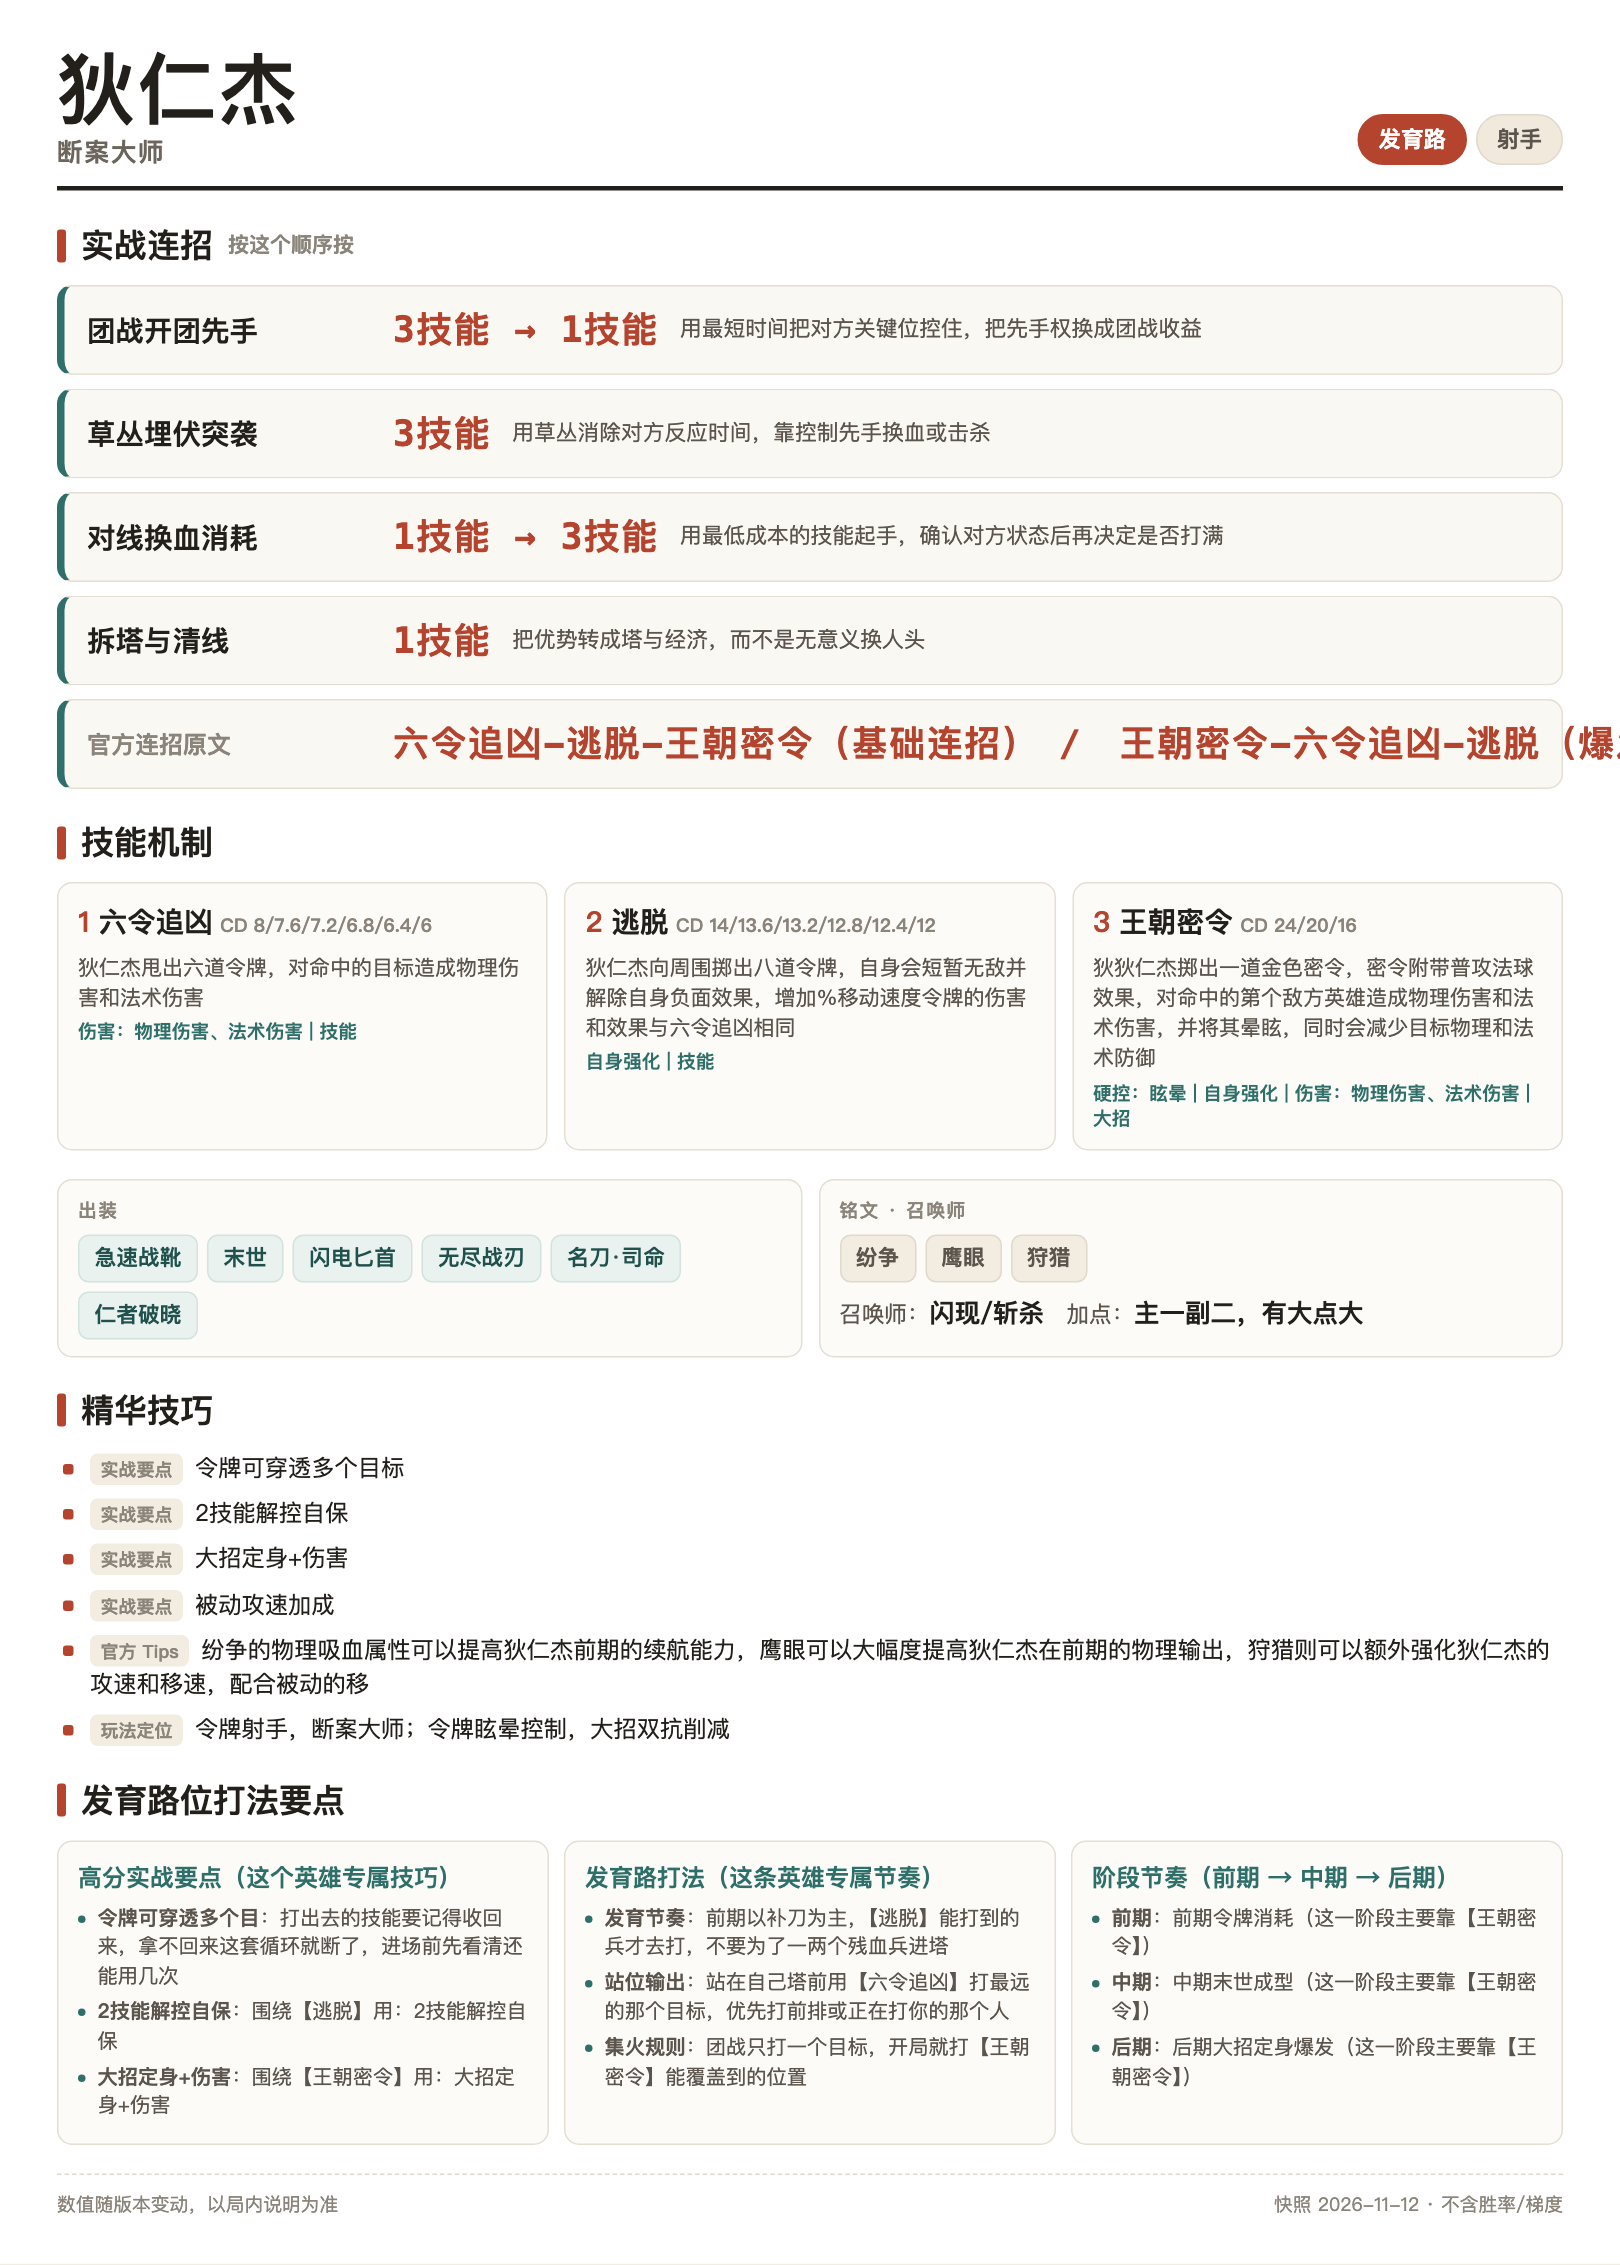 狄仁杰
断案大师
发育路
射手
实战连招 按这个顺序按
团战开团先手 3技能 → 1技能 用最短时间把对方关键位控住，把先手权换成团战收益
草丛埋伏突袭 3技能 用草丛消除对方反应时间，靠控制先手换血或击杀
对线换血消耗 1技能 → 3技能 用最低成本的技能起手，确认对方状态后再决定是否打满
拆塔与清线 1技能 把优势转成塔与经济，而不是无意义换人头
官方连招原文 六令追凶-逃脱-王朝密令（基础连招） / 王朝密令-六令追凶-逃脱（爆
技能机制
1 六令追凶 CD 8/7.6/7.2/6.8/6.4/6
狄仁杰甩出六道令牌，对命中的目标造成物理伤
害和法术伤害
伤害：物理伤害、法术伤害 | 技能
2 逃脱 CD 14/13.6/13.2/12.8/12.4/12
狄仁杰向周围掷出八道令牌，自身会短暂无敌并
解除自身负面效果，增加%移动速度令牌的伤害
和效果与六令追凶相同
自身强化 | 技能
3 王朝密令 CD 24/20/16
狄狄仁杰掷出一道金色密令，密令附带普攻法球
效果，对命中的第个敌方英雄造成物理伤害和法
术伤害，并将其晕眩，同时会减少目标物理和法
术防御
硬控：眩晕 | 自身强化 | 伤害：物理伤害、法术伤害 |
大招
出装
急速战靴 末世 闪电匕首 无尽战刃 名刀·司命
仁者破晓
铭文 · 召唤师
纷争 鹰眼 狩猎
召唤师：闪现/斩杀 加点：主一副二，有大点大
精华技巧
实战要点 令牌可穿透多个目标
实战要点 2技能解控自保
实战要点 大招定身+伤害
实战要点 被动攻速加成
官方 Tips 纷争的物理吸血属性可以提高狄仁杰前期的续航能力，鹰眼可以大幅度提高狄仁杰在前期的物理输出，狩猎则可以额外强化狄仁杰的
攻速和移速，配合被动的移
玩法定位 令牌射手，断案大师；令牌眩晕控制，大招双抗削减
发育路位打法要点
高分实战要点（这个英雄专属技巧）
令牌可穿透多个目：打出去的技能要记得收回
来，拿不回来这套循环就断了，进场前先看清还
能用几次
2技能解控自保：围绕【逃脱】用：2技能解控自
保
大招定身+伤害：围绕【王朝密令】用：大招定
身+伤害
发育路打法（这条英雄专属节奏）
发育节奏：前期以补刀为主，【逃脱】能打到的
兵才去打，不要为了一两个残血兵进塔
站位输出：站在自己塔前用【六令追凶】打最远
的那个目标，优先打前排或正在打你的那个人
集火规则：团战只打一个目标，开局就打【王朝
密令】能覆盖到的位置
阶段节奏（前期 → 中期 → 后期）
前期：前期令牌消耗（这一阶段主要靠【王朝密
令】）
中期：中期末世成型（这一阶段主要靠【王朝密
令】）
后期：后期大招定身爆发（这一阶段主要靠【王
朝密令】）
数值随版本变动，以局内说明为准
快照 2026-11-12 · 不含胜率/梯度